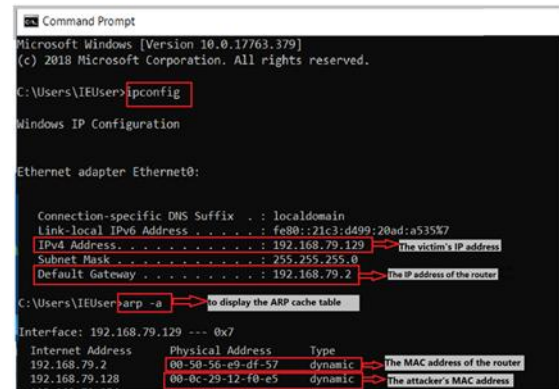 Command Prompt
Microsoft Windows [Version 10.0.17763.379]
(c) 2018 Microsoft Corporation. All rights reserved.
C:\Users\IEUser>ipconfig
Windows IP Configuration
Ethernet adapter Ethernet0:
Connection-specific DNS Suffix . : localdomain
Link-local IPv6 Address . . . . . : fe80::21c3:d499:20ad:a535%7
IPv4 Address. . . . . . . . . . . : 192.168.79.129 The victim's IP address
Subnet Mask . . . . . . . . . . . : 255.255.255.0
Default Gateway . . . . . . . . . : 192.168.79.2 The IP address of the router
C:\Users\IEUser>arp -a to display the ARP cache table
Interface: 192.168.79.129 --- 0x7
Internet Address Physical Address Type
192.168.79.2 00-50-56-e9-df-57 dynamic The MAC address of the router
192.168.79.128 00-0c-29-12-f0-e5 dynamic The attacker's MAC address